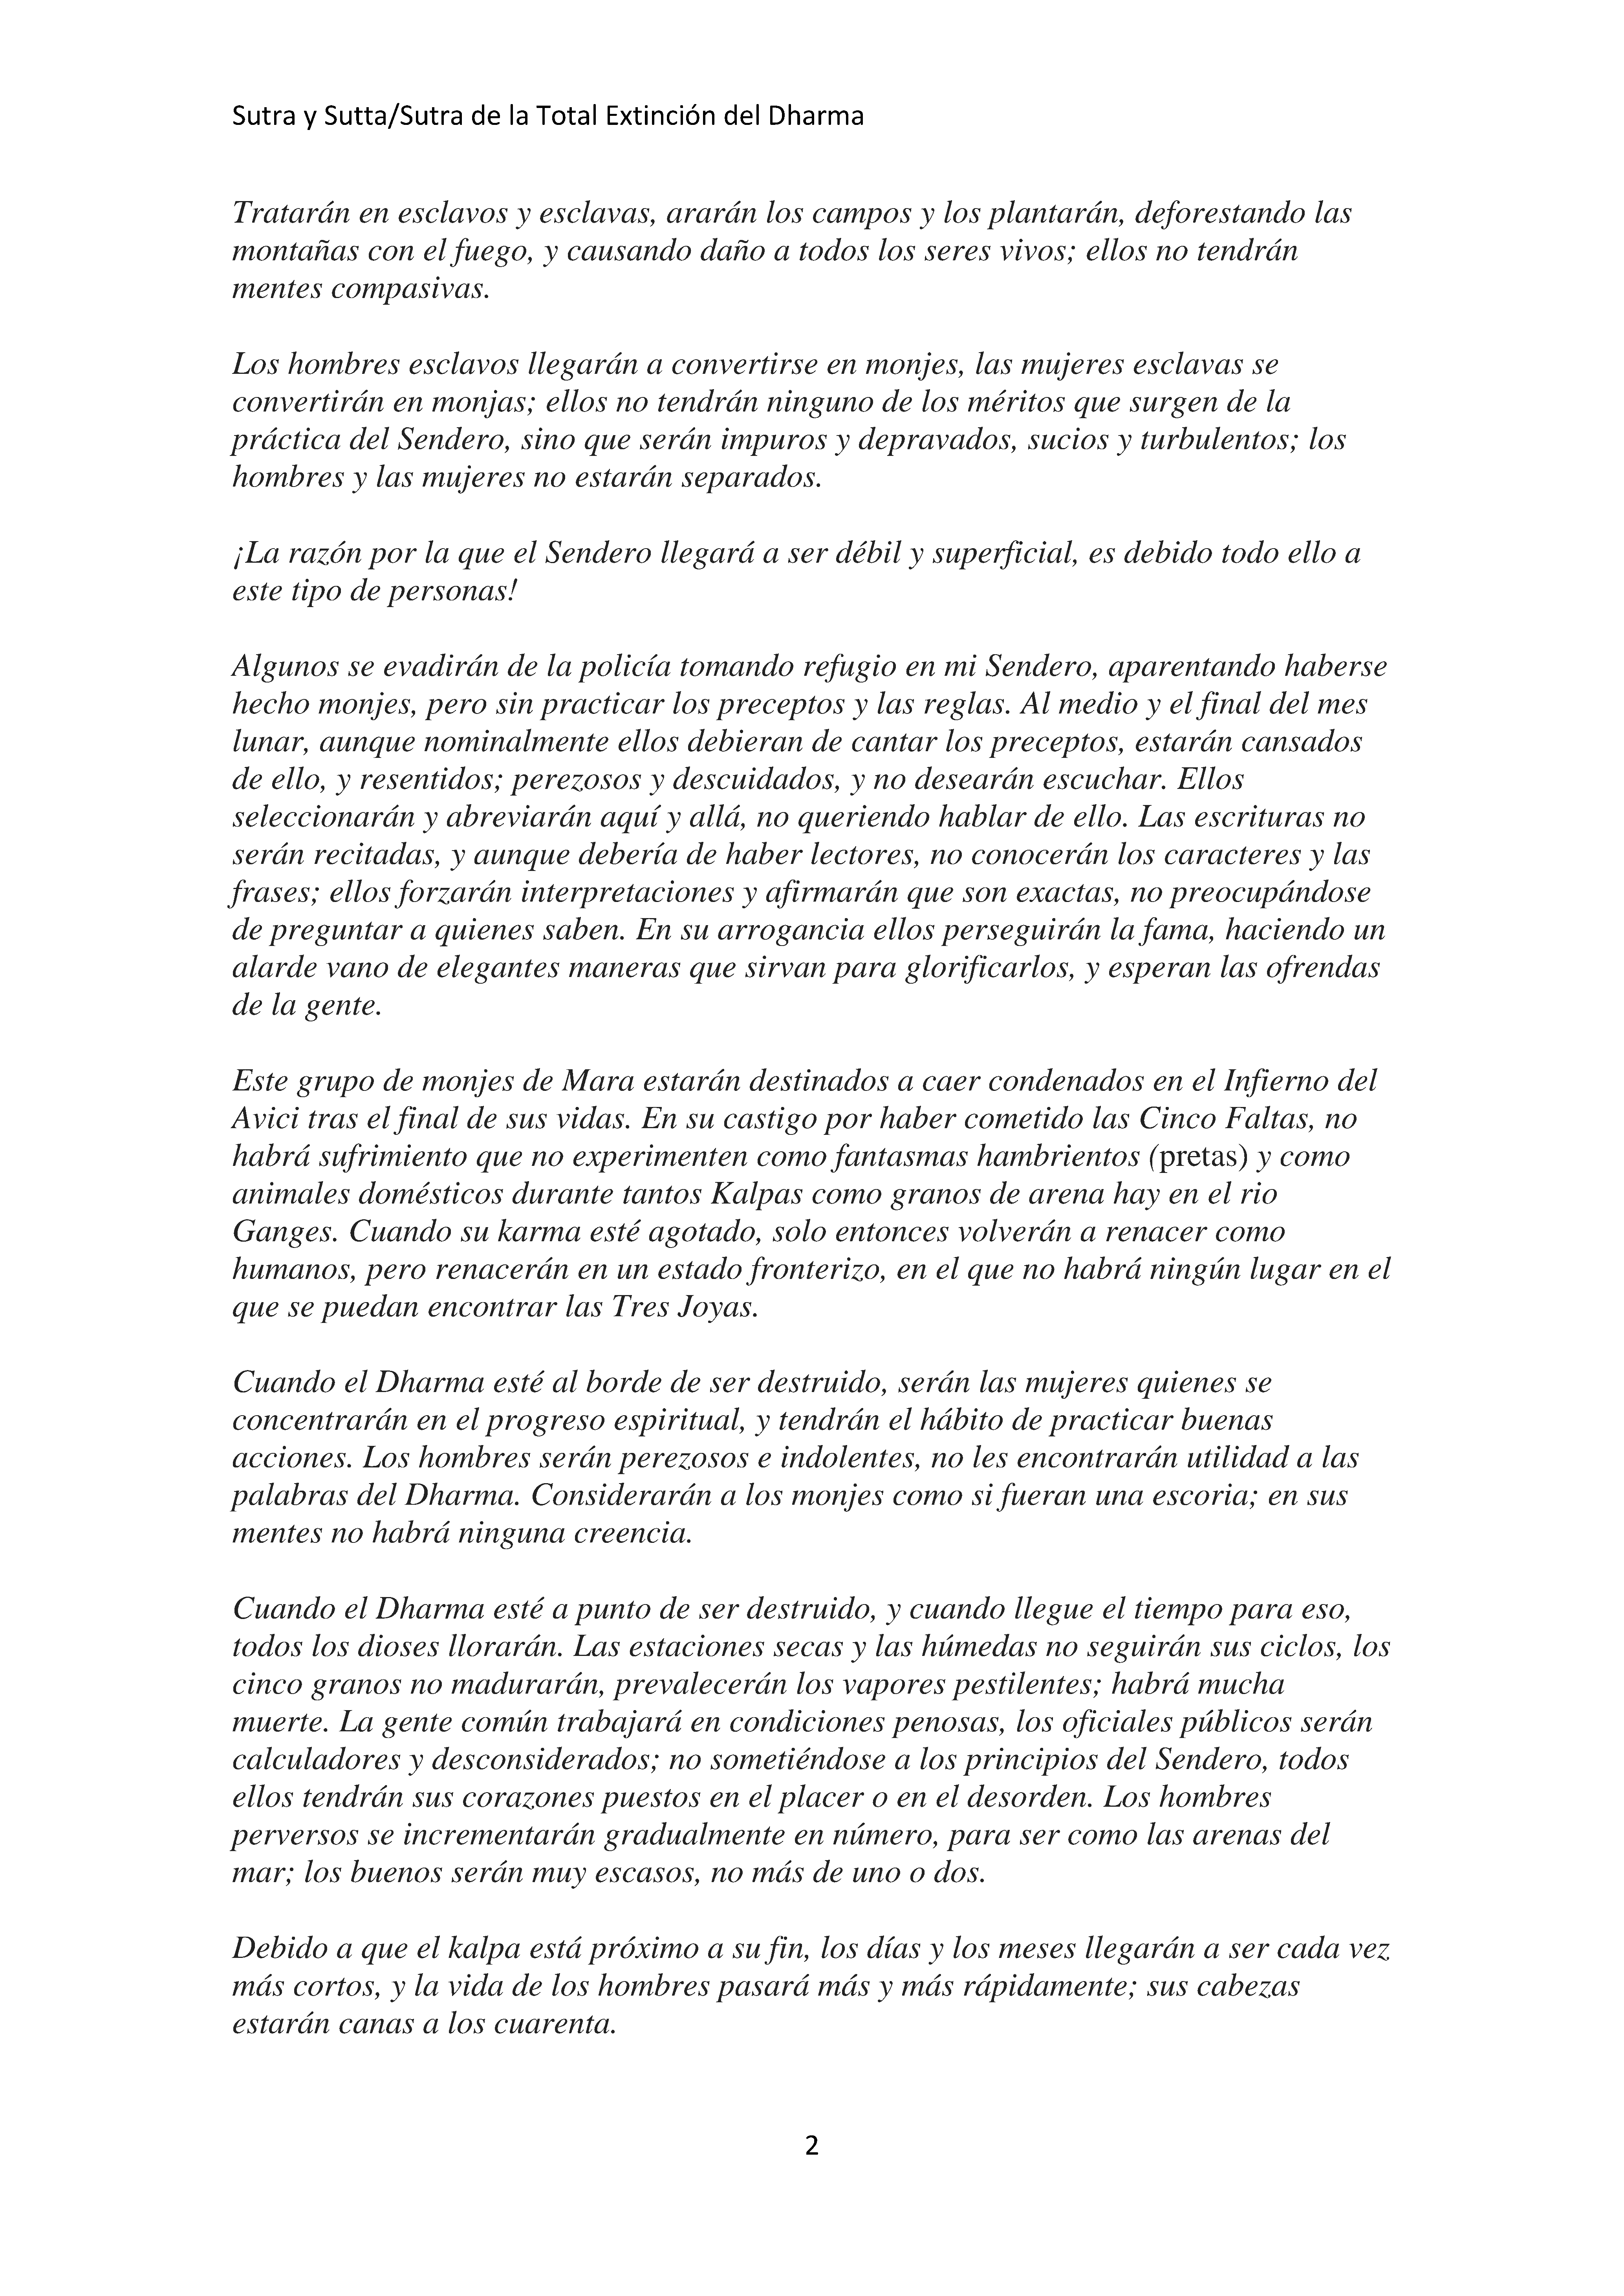 Sutra y Sutta/Sutra de la Total Extinción del Dharma
Tratarán en esclavos y esclavas, ararán los campos y los plantarán, deforestando las
montañas con el fuego, y causando daño a todos los seres vivos; ellos no tendrán
mentes compasivas.
Los hombres esclavos llegarán a convertirse en monjes, las mujeres esclavas se
convertirán en monjas; ellos no tendrán ninguno de los méritos que surgen de la
práctica del Sendero, sino que serán impuros y depravados, sucios y turbulentos; los
hombres y las mujeres no estarán separados.
¡La razón por la que el Sendero llegará a ser débil y superficial, es debido todo ello a
este tipo de personas!
Algunos se evadirán de la policía tomando refugio en mi Sendero, aparentando haberse
hecho monjes, pero sin practicar los preceptos y las reglas. Al medio y el final del mes
lunar, aunque nominalmente ellos debieran de cantar los preceptos, estarán cansados
de ello, y resentidos; perezosos y descuidados, y no desearán escuchar. Ellos
seleccionarán y abreviarán aquí y allá, no queriendo hablar de ello. Las escrituras no
serán recitadas, y aunque debería de haber lectores, no conocerán los caracteres y las
frases; ellos forzarán interpretaciones y afirmarán que son exactas, no preocupándose
de preguntar a quienes saben. En su arrogancia ellos perseguirán la fama, haciendo un
alarde vano de elegantes maneras que sirvan para glorificarlos, y esperan las ofrendas
de la gente.
Este grupo de monjes de Mara estarán destinados a caer condenados en el Infierno del
Avici tras el final de sus vidas. En su castigo por haber cometido las Cinco Faltas, no
habrá sufrimiento que no experimenten como fantasmas hambrientos (pretas) y como
animales domésticos durante tantos Kalpas como granos de arena hay en el rio
Ganges. Cuando su karma esté agotado, solo entonces volverán a renacer como
humanos, pero renacerán en un estado fronterizo, en el que no habrá ningún lugar en el
que se puedan encontrar las Tres Joyas.
Cuando el Dharma esté al borde de ser destruido, serán las mujeres quienes se
concentrarán en el progreso espiritual, y tendrán el hábito de practicar buenas
acciones. Los hombres serán perezosos e indolentes, no les encontrarán utilidad a las
palabras del Dharma. Considerarán a los monjes como si fueran una escoria; en sus
mentes no habrá ninguna creencia.
Cuando el Dharma esté a punto de ser destruido, y cuando llegue el tiempo para eso,
todos los dioses llorarán. Las estaciones secas y las húmedas no seguirán sus ciclos, los
cinco granos no madurarán, prevalecerán los vapores pestilentes; habrá mucha
muerte. La gente común trabajará en condiciones penosas, los oficiales públicos serán
calculadores y desconsiderados; no sometiéndose a los principios del Sendero, todos
ellos tendrán sus corazones puestos en el placer o en el desorden. Los hombres
perversos se incrementarán gradualmente en número, para ser como las arenas del
mar; los buenos serán muy escasos, no más de uno o dos.
Debido a que el kalpa está próximo a su fin, los días y los meses llegarán a ser cada vez
más cortos, y la vida de los hombres pasará más y más rápidamente; sus cabezas
estarán canas a los cuarenta.
2